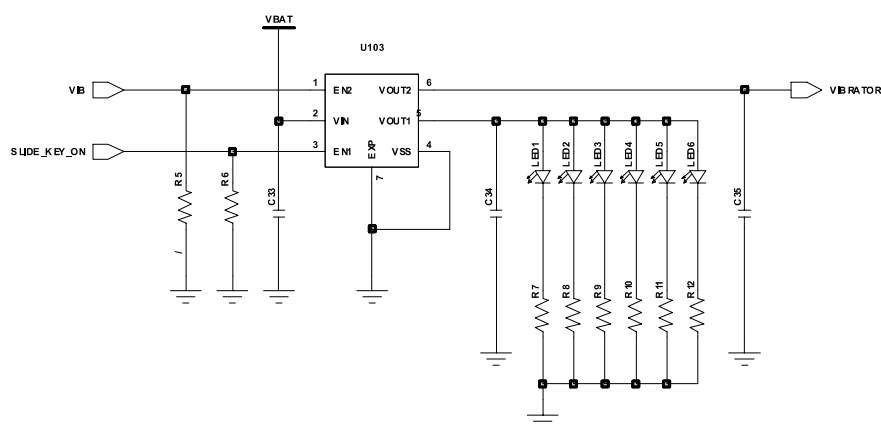 VBAT
U103
VIB
1
EN2
VOUT2
6
VIBRATOR
2
VIN
VOUT1
5
SLIDE_KEY_ON
3
EN1
EXP
VSS
4
7
R5
R6
C33
/
C34
LED1
LED2
LED3
LED4
LED5
LED6
C35
R7
R8
R9
R10
R11
R12